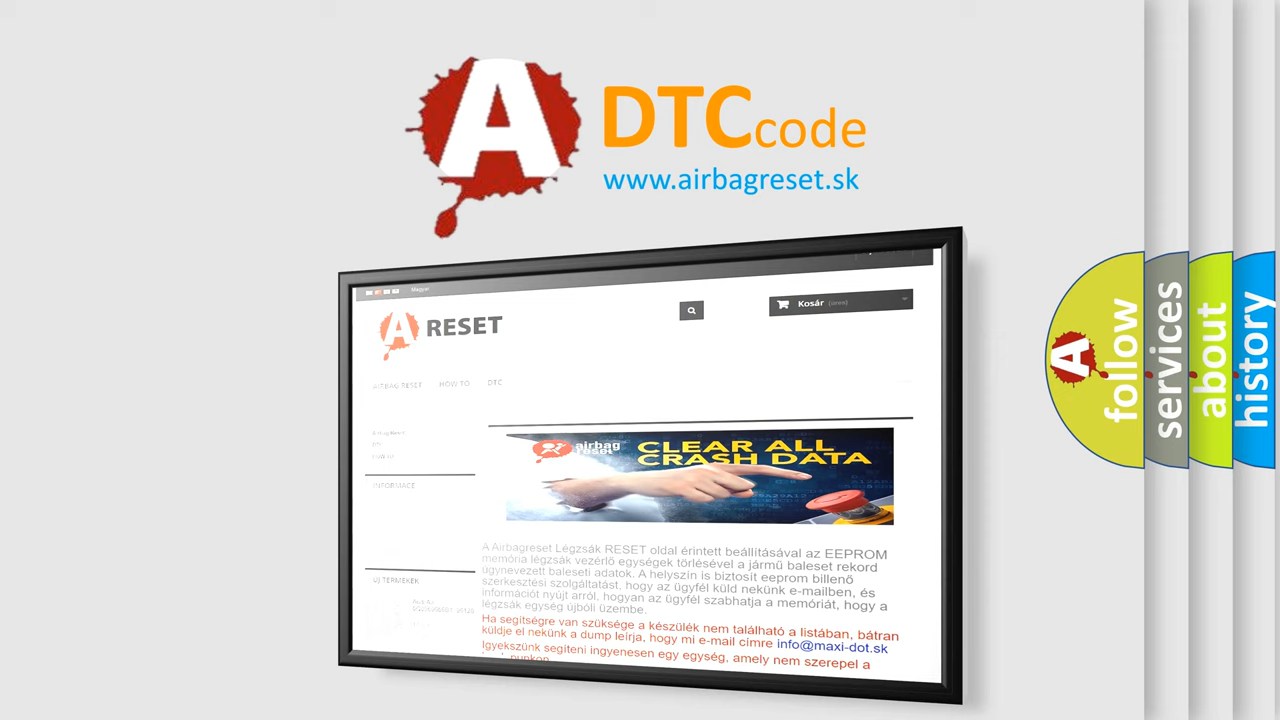 A
DTCcode
www.airbagreset.sk
Magyar
A RESET
Kosár (üres)
AIRBAG RESET HOW TO DTC
INFORMACE
airbag
reset
CLEAR ALL
CRASH DATA
A Airbagreset Légzsák RESET oldal érintett beállításával az EEPROM
memória légzsák vezérlő egységek törlésével a jármű baleset rekord
úgynevezett baleseti adatok. A helyszín is biztosít eeprom billenő
szerkesztési szolgáltatást, hogy az ügyfél küld nekünk e-mailben, és
információt nyújt arról, hogyan az ügyfél szabhatja a memóriát, hogy a
légzsák egység újbóli üzembe.
Ha segítségre van szüksége a készülék nem található a listában, bátran
küldje el nekünk a dump leírja, hogy mi e-mail címre info@maxi-dot.sk
Igyekszünk segíteni ingyenesen egy egység, amely nem szerepel a
ÚJ TERMÉKEK
A
follow
services
about
history